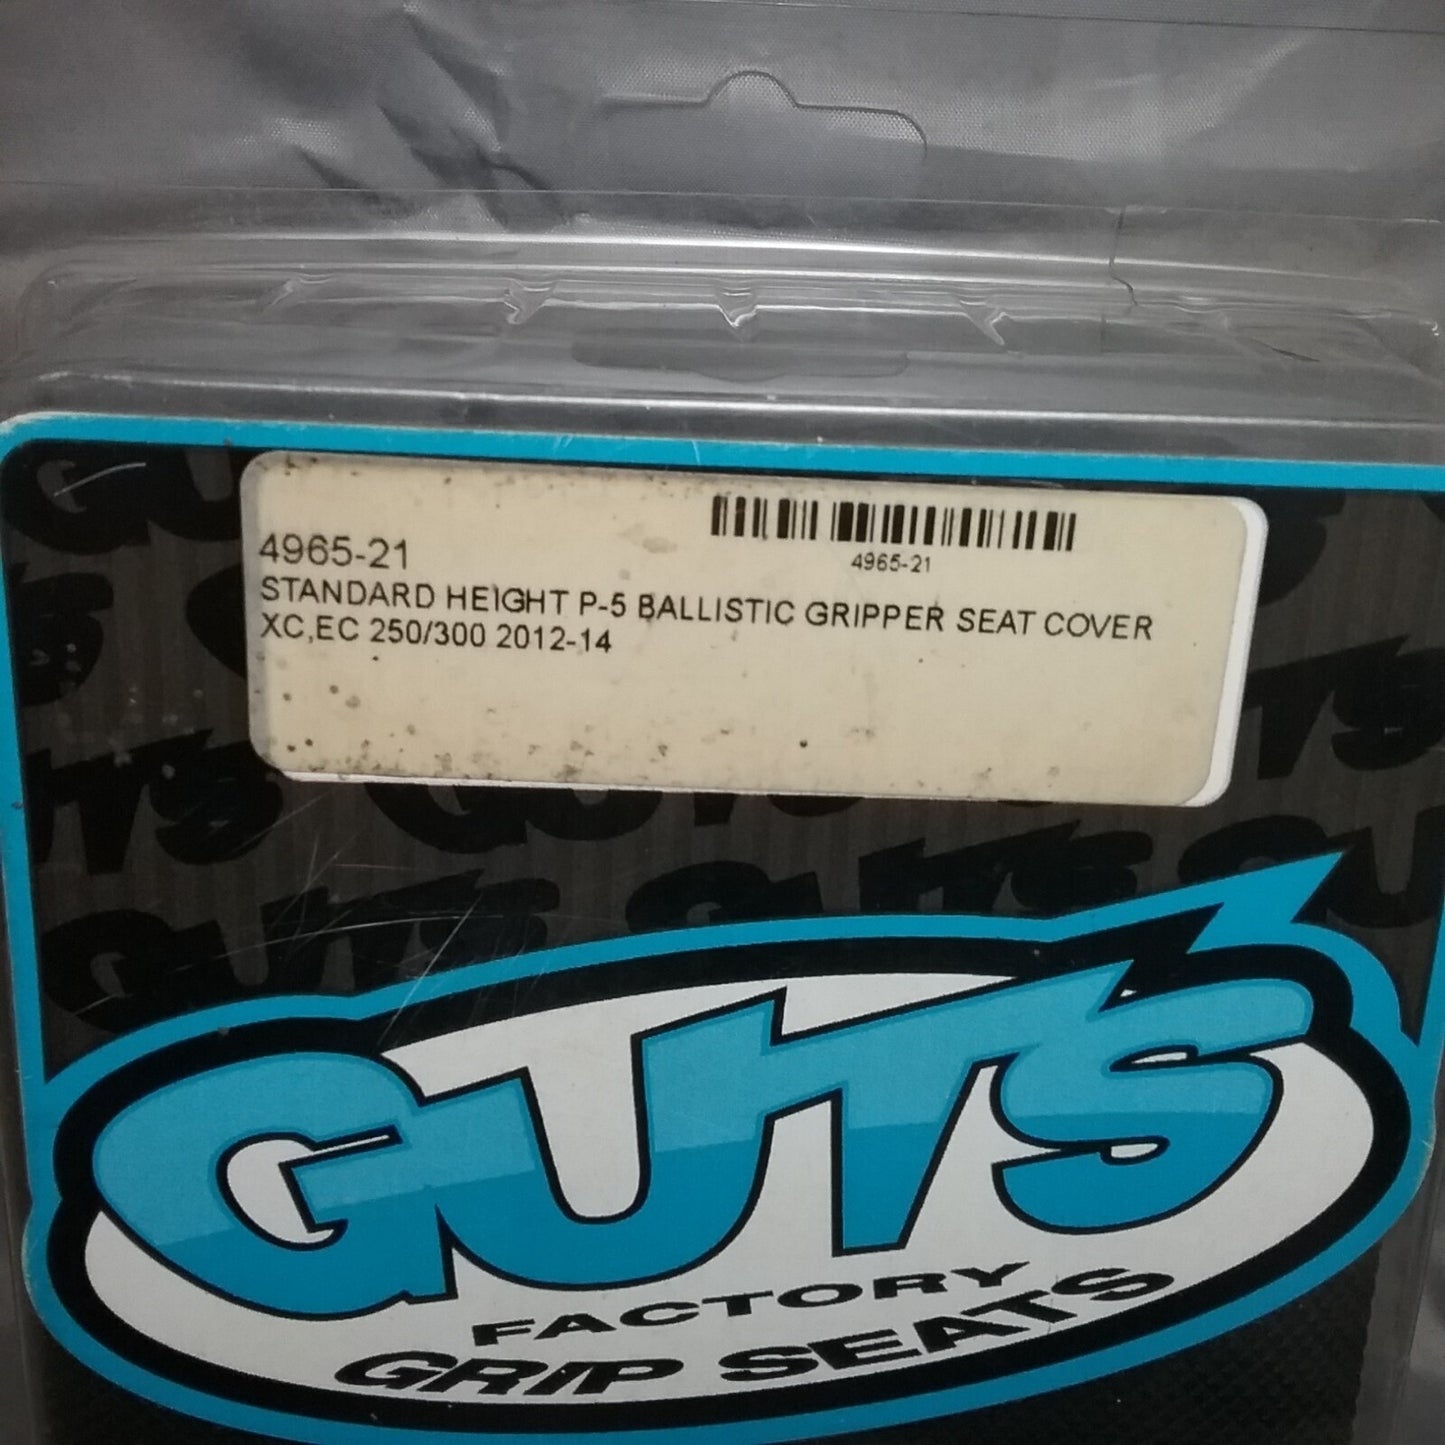 4965-21
4965-21
STANDARD HEIGHT P-5 BALLISTIC GRIPPER SEAT COVER
XC,EC 250/300 2012-14
GUTS
FACTORY
GRIP SEATS